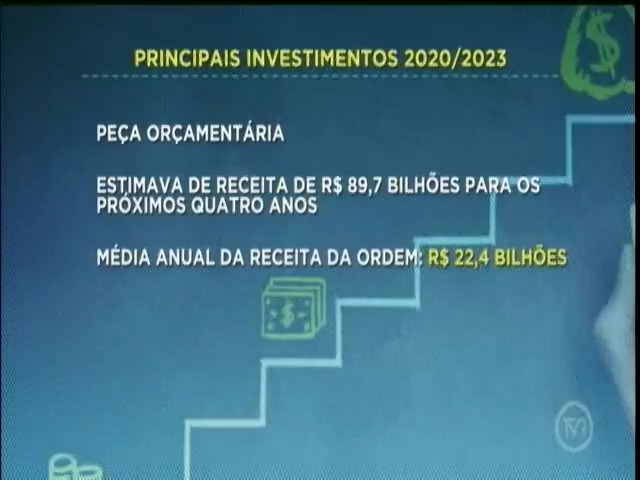 PRINCIPAIS INVESTIMENTOS 2020/2023
PEÇA ORÇAMENTÁRIA
ESTIMAVA DE RECEITA DE R$ 89,7 BILHÕES PARA OS
PRÓXIMOS QUATRO ANOS
MÉDIA ANUAL DA RECEITA DA ORDEM: R$ 22,4 BILHÕES